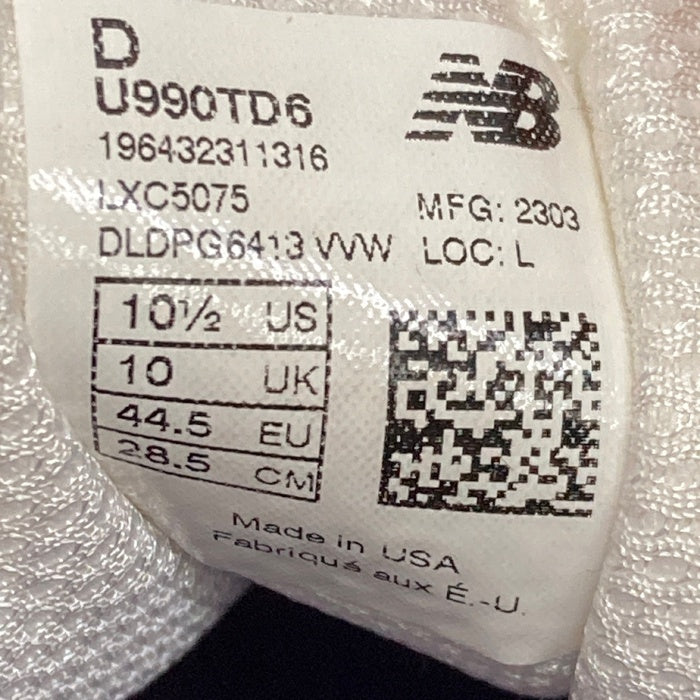 D
U990TD6
196432311316
LXC5075
DLDPG6413 VVW
MFG: 2303
LOC: L
10½ US
10 UK
44.5 EU
28.5 CM
Made in USA
Fabriqué aux É.-U.